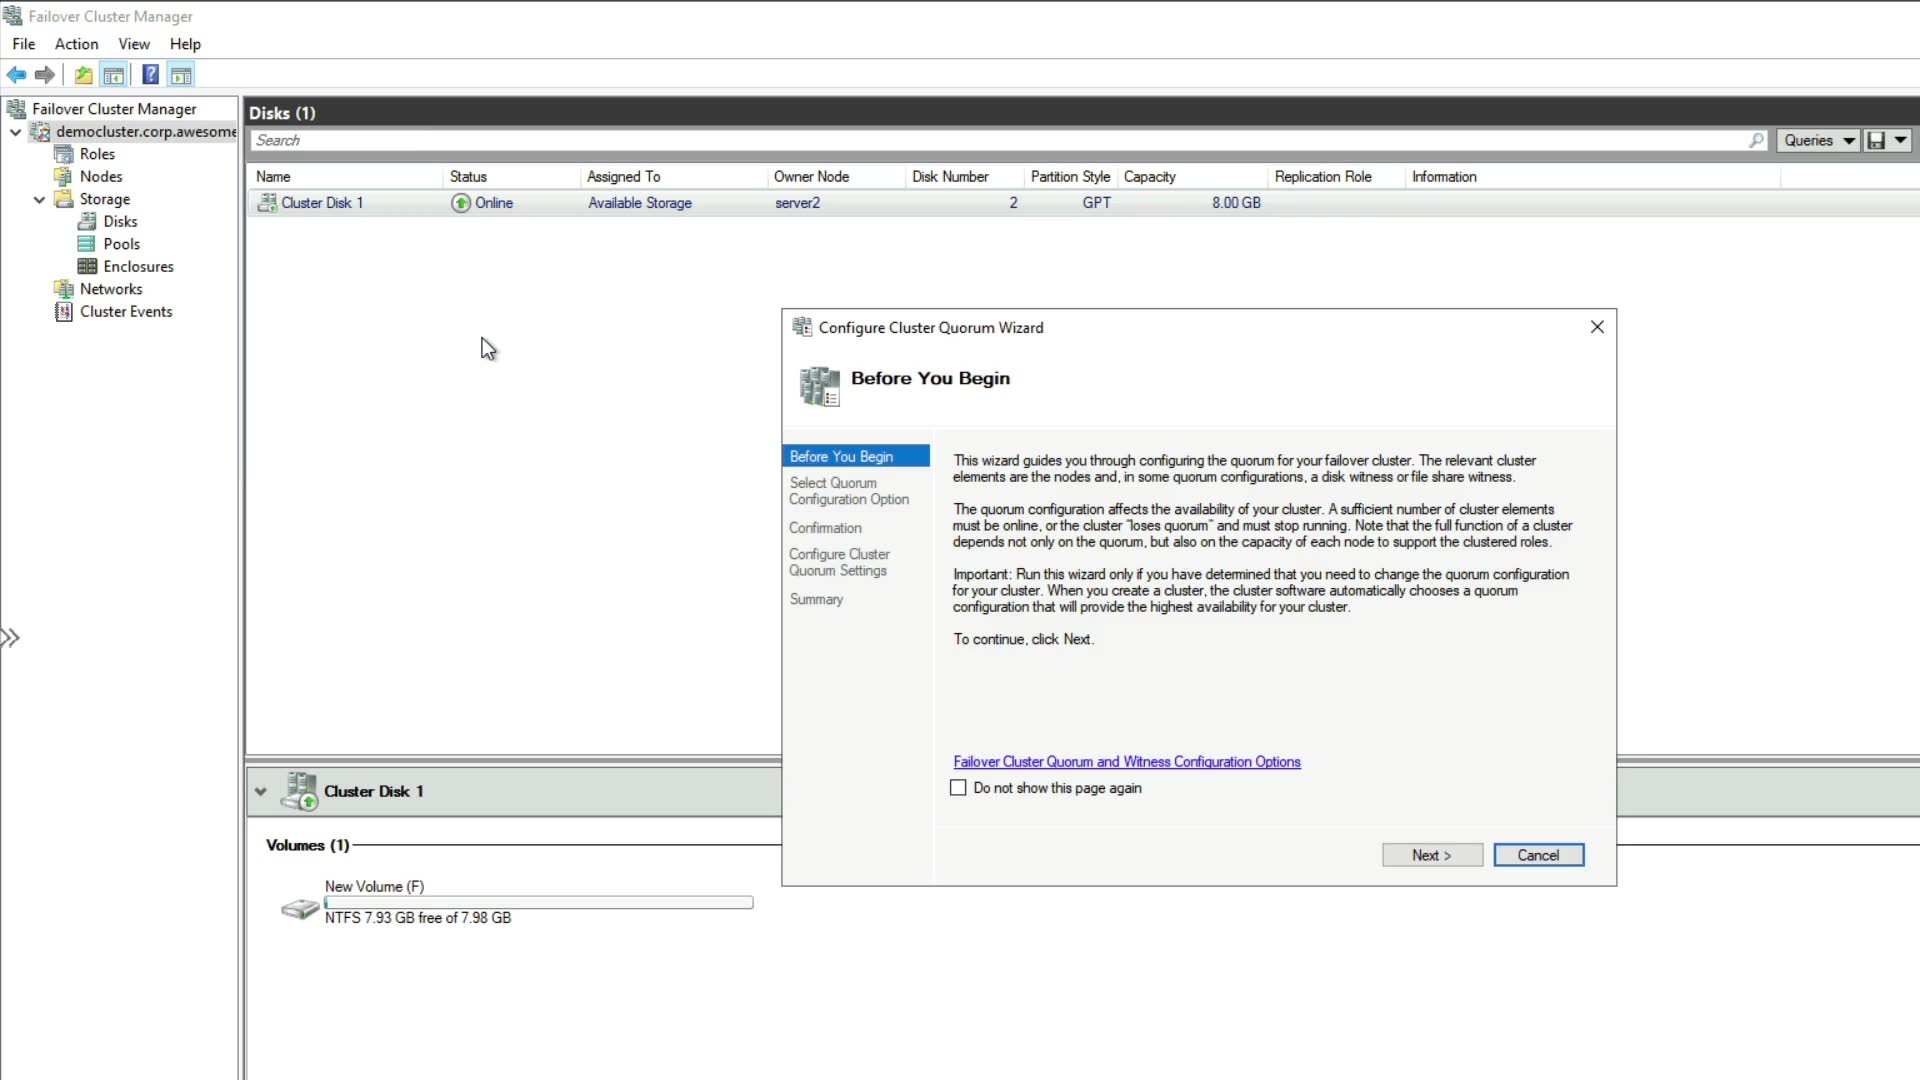 Failover Cluster Manager
File Action View Help
Failover Cluster Manager
democluster.corp.awesome
Roles
Nodes
Storage
Disks
Pools
Enclosures
Networks
Cluster Events
Disks (1)
Search
Queries
Name Status Assigned To Owner Node Disk Number Partition Style Capacity Replication Role Information
Cluster Disk 1 Online Available Storage server2 2 GPT 8.00 GB
Configure Cluster Quorum Wizard
Before You Begin
Before You Begin
Select Quorum
Configuration Option
Confirmation
Configure Cluster
Quorum Settings
Summary
This wizard guides you through configuring the quorum for your failover cluster. The relevant cluster
elements are the nodes and, in some quorum configurations, a disk witness or file share witness.
The quorum configuration affects the availability of your cluster. A sufficient number of cluster elements
must be online, or the cluster "loses quorum" and must stop running. Note that the full function of a cluster
depends not only on the quorum, but also on the capacity of each node to support the clustered roles.
Important: Run this wizard only if you have determined that you need to change the quorum configuration
for your cluster. When you create a cluster, the cluster software automatically chooses a quorum
configuration that will provide the highest availability for your cluster.
To continue, click Next.
Failover Cluster Quorum and Witness Configuration Options
Do not show this page again
Next >
Cancel
Cluster Disk 1
Volumes (1)
New Volume (F)
NTFS 7.93 GB free of 7.98 GB